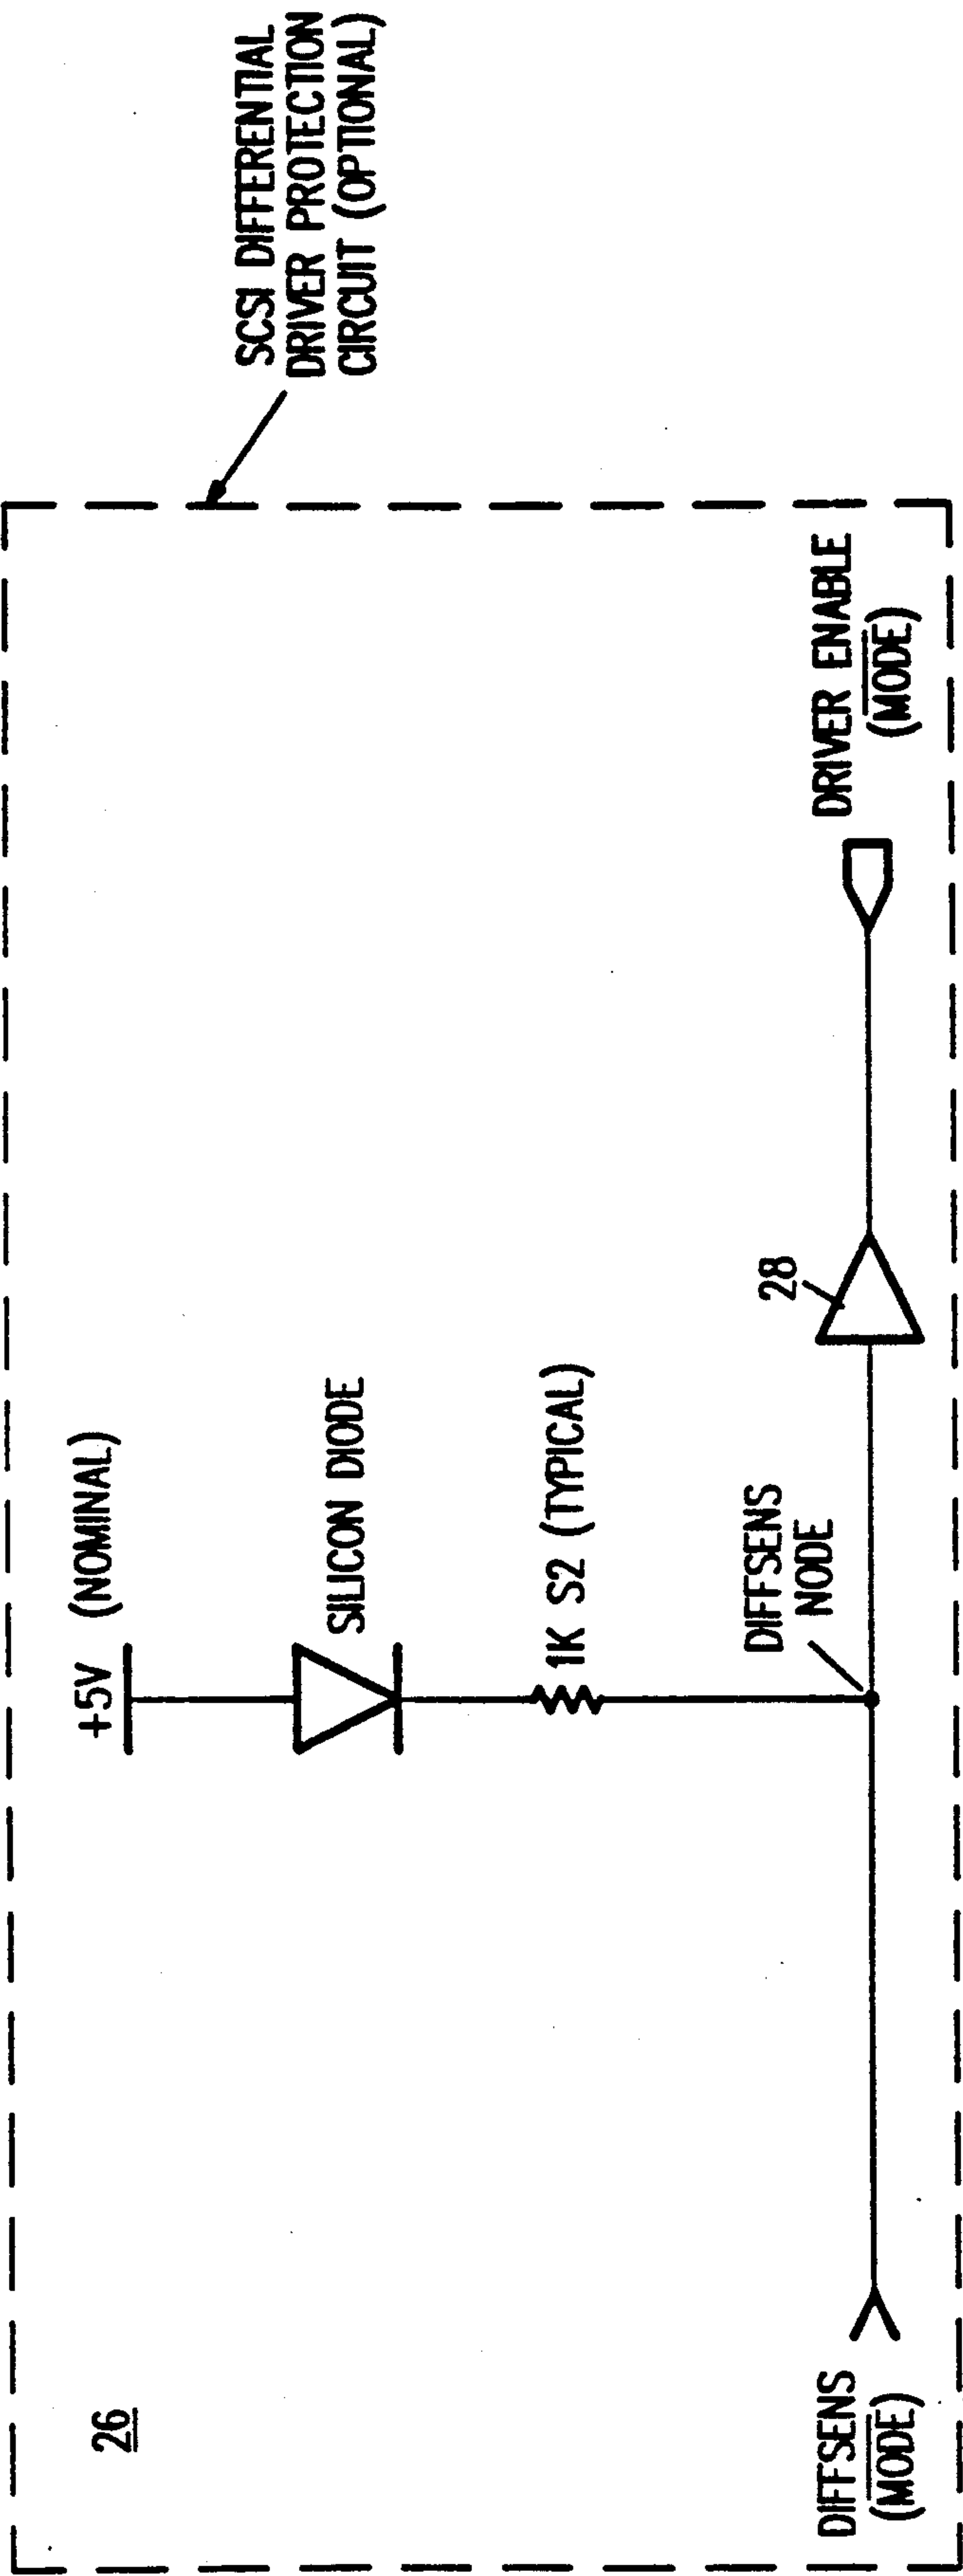 SCSI DIFFERENTIAL
DRIVER PROTECTION
CIRCUIT (OPTIONAL)
26
+5V (NOMINAL)
SILICON DIODE
1K S2 (TYPICAL)
DIFFSENS
NODE
28
DIFFSENS
(MODE)
DRIVER ENABLE
(MODE)